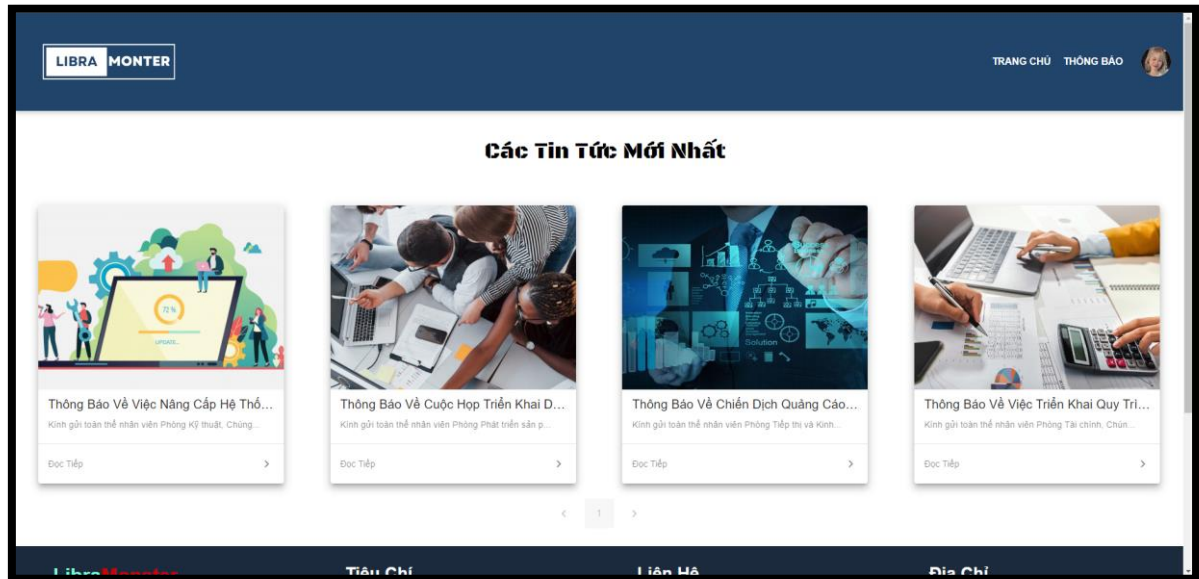 LIBRA MONTER
TRANG CHỦ THÔNG BÁO
Các Tin Tức Mới Nhất
72 %
UPDATE...
Solution
Thông Báo Về Việc Nâng Cấp Hệ Thố...
Kính gửi toàn thể nhân viên Phòng Kỹ thuật, Chúng...
Đọc Tiếp
Thông Báo Về Cuộc Họp Triển Khai D...
Kính gửi toàn thể nhân viên Phòng Phát triển sản p...
Đọc Tiếp
Thông Báo Về Chiến Dịch Quảng Cáo...
Kính gửi toàn thể nhân viên Phòng Tiếp thị và Kinh...
Đọc Tiếp
Thông Báo Về Việc Triển Khai Quy Trì...
Kính gửi toàn thể nhân viên Phòng Tài chính, Chún...
Đọc Tiếp
1
LibraMonster
Tiêu Chí
Liên Hệ
Địa Chỉ